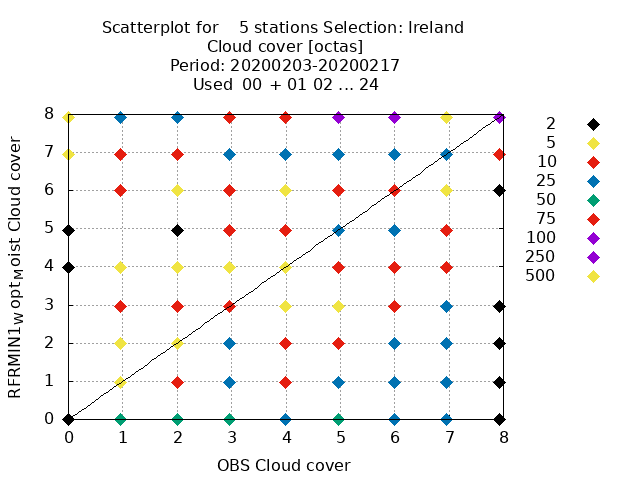 Scatterplot for    5 stations Selection: Ireland
Cloud cover [octas]
Period: 20200203-20200217
Used  00  + 01 02 ... 24
RFRMIN1_W opt_Moist Cloud cover
8
7
6
5
4
3
2
1
0
0 1 2 3 4 5 6 7 8
OBS Cloud cover
2
5
10
25
50
75
100
250
500